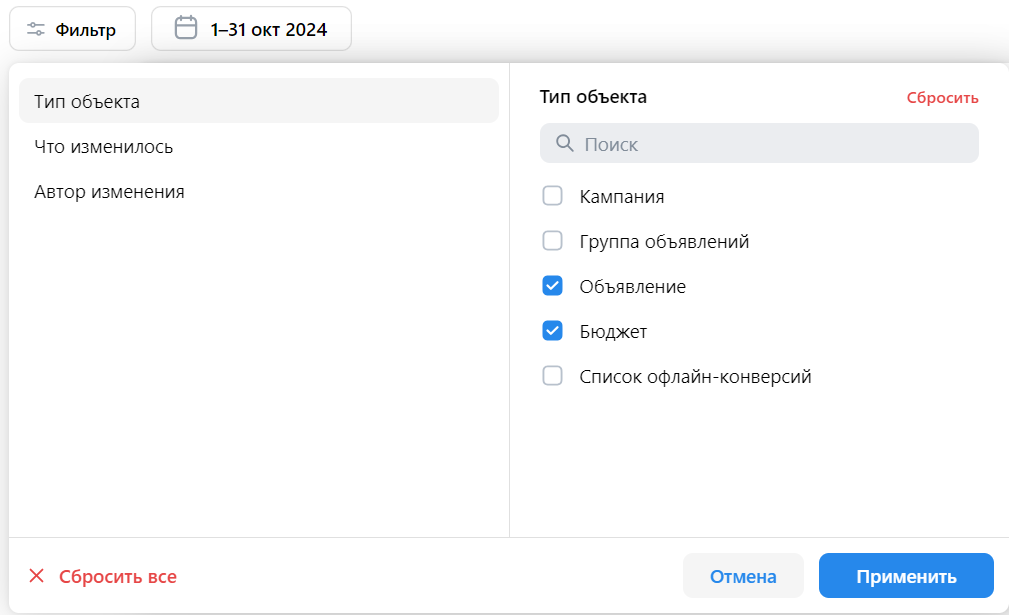 Фильтр
1–31 окт 2024
Тип объекта
Что изменилось
Автор изменения
Тип объекта
Сбросить
Поиск
Кампания
Группа объявлений
Объявление
Бюджет
Список офлайн-конверсий
Сбросить все
Отмена
Применить